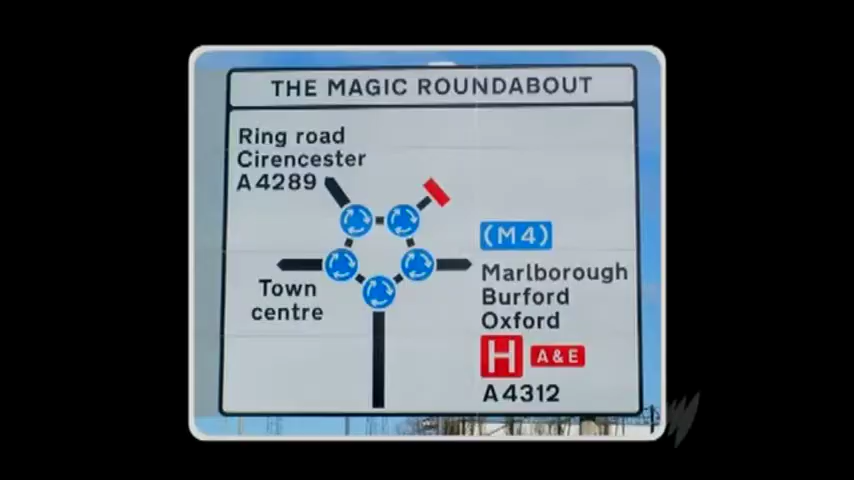 THE MAGIC ROUNDABOUT
Ring road
Cirencester
A4289
(M4)
Marlborough
Burford
Oxford
Town
centre
H A&E
A4312